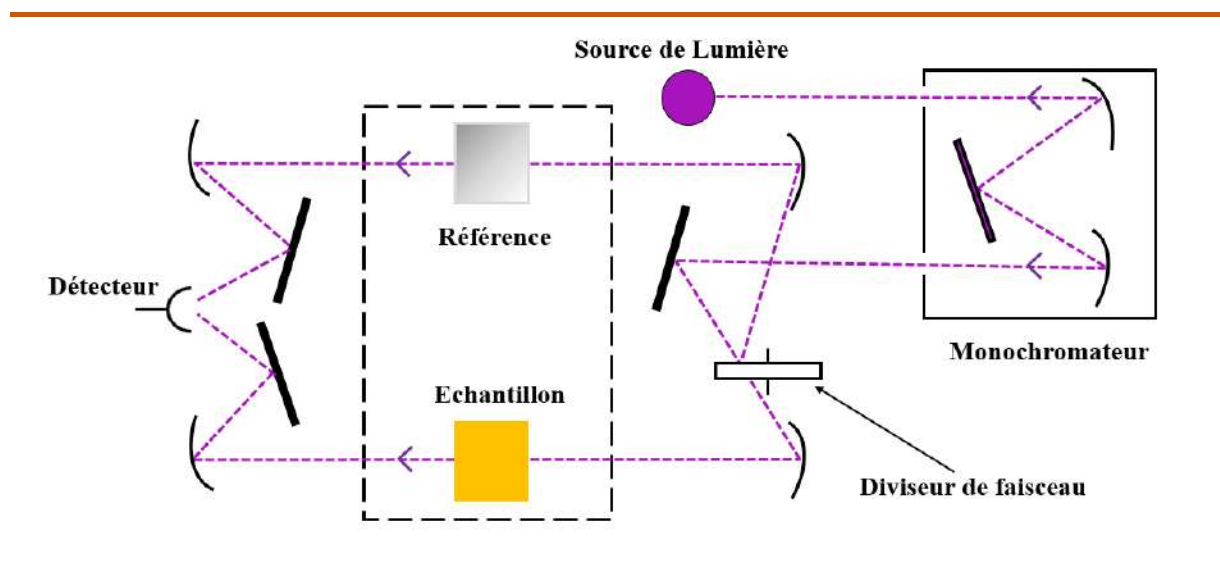 Source de Lumière
Référence
Détecteur
Monochromateur
Echantillon
Diviseur de faisceau